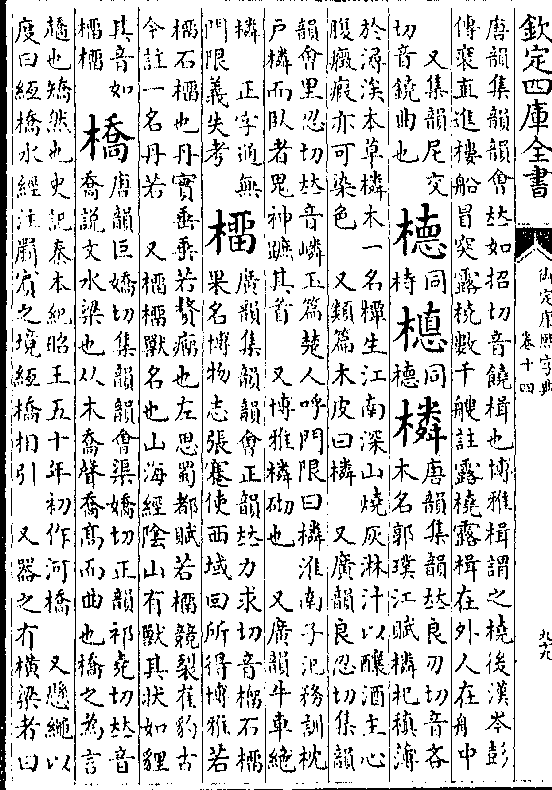 欽定四庫全書
御定康熙字典
卷十四
九十九
唐韻集韻韻會𠀤如招切音饒楫也博雅楫謂之橈後漢岑彭
傳裝直進樓船冒突露橈數千艘註露橈露楫在外人在船中
又集韻尼交
切音鐃曲也
同
同
橉
唐韻集韻𠀤良刃切音吝
木名郭璞江賦橉杞稹薄
於潯涘本草橉木一名橝生江南深山燒灰淋汁以釀酒主心
腹癥瘕亦可染色 又類篇木皮曰橉 又廣韻良忍切集韻
韻會里忍切𠀤音嶙玉篇楚人呼門限曰橉淮南子氾務訓枕
戶橉而臥者鬼神蹠其首 又博雅橉砌也 又廣韻牛車絶
橉 正字通無
門限義失考
橊
廣韻集韻韻會正韻𠀤力求切音榴石橊
果名博物志張騫使西域回所得博雅若
橊石橊也丹實垂垂若贅瘤也左思蜀都賦若橊競裂崔豹古
今註一名丹若 又橊橊獸名也山海經陰山有獸其狀如貍
其音如
橊橊
橋
唐韻巨嬌切集韻韻會渠嬌切正韻祁堯切𠀤音
喬說文水梁也从木喬聲喬高而曲也橋之為言
趫也矯然也史記秦本紀昭王五十年初作河橋 又懸繩以
度曰絙橋水經注罽賔之境絙橋相引 又器之有橫梁者曰